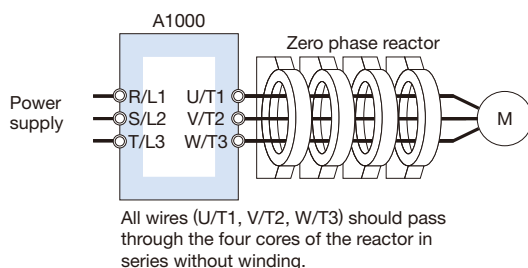 A1000
Zero phase reactor
Power
supply
R/L1 U/T1
S/L2 V/T2
T/L3 W/T3
M
All wires (U/T1, V/T2, W/T3) should pass
through the four cores of the reactor in
series without winding.